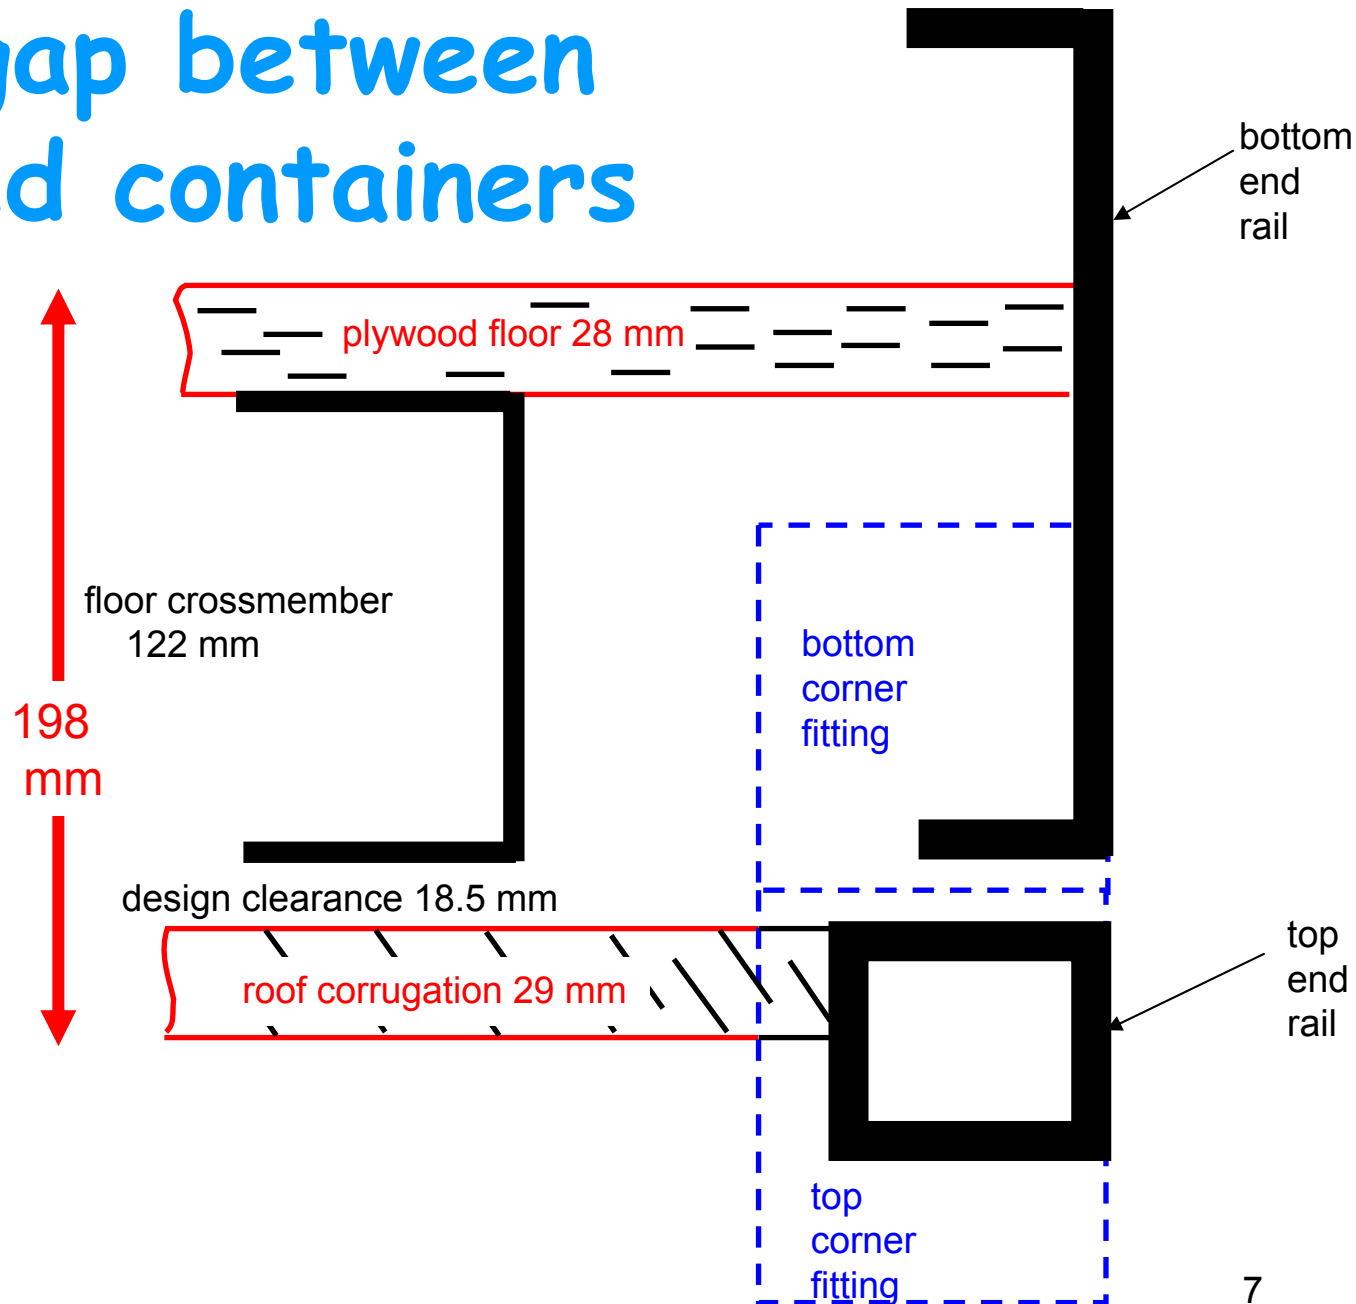 gap between
containers
bottom
end
rail
plywood floor 28 mm
floor crossmember
122 mm
198
mm
bottom
corner
fitting
design clearance 18.5 mm
roof corrugation 29 mm
top
end
rail
top
corner
fitting
7